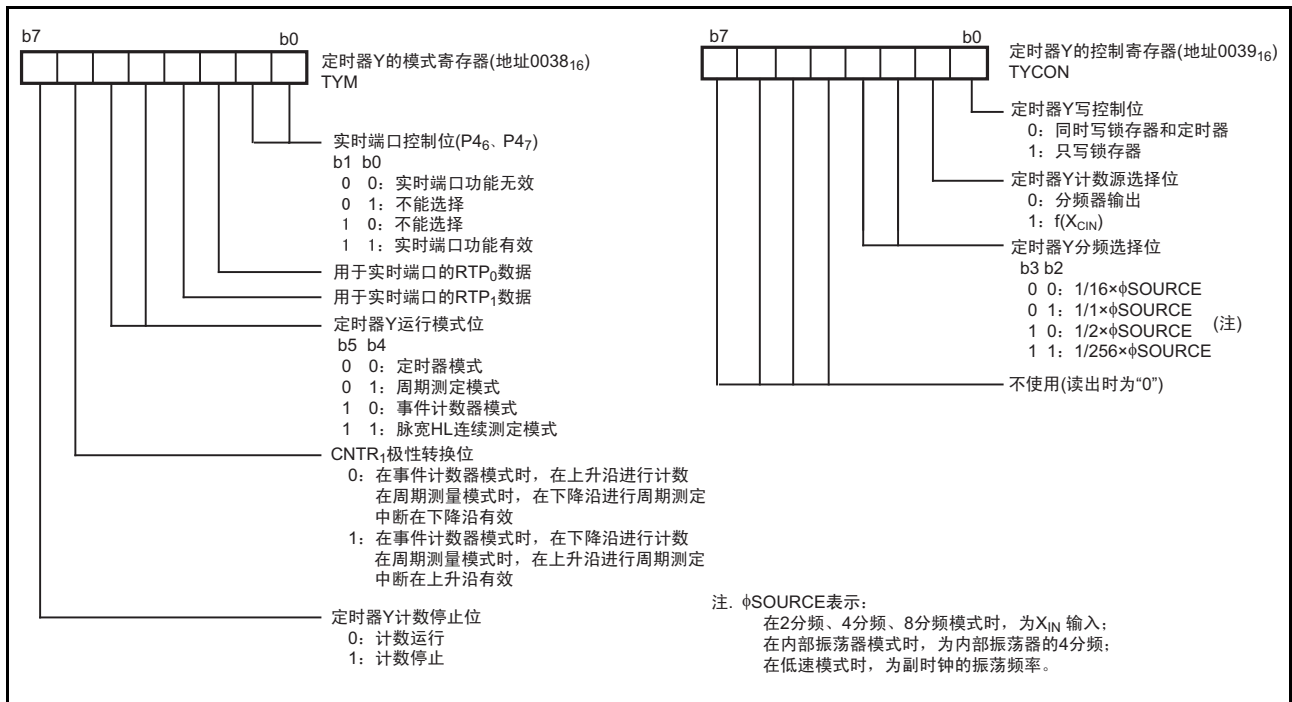 b7 b0
定时器Y的模式寄存器(地址0038₁₆)
TYM
实时端口控制位(P4₆、P4₇)
b1 b0
0 0：实时端口功能无效
0 1：不能选择
1 0：不能选择
1 1：实时端口功能有效
用于实时端口的RTP₀数据
用于实时端口的RTP₁数据
定时器Y运行模式位
b5 b4
0 0：定时器模式
0 1：周期测定模式
1 0：事件计数器模式
1 1：脉宽HL连续测定模式
CNTR₁极性转换位
0：在事件计数器模式时，在上升沿进行计数
在周期测量模式时，在下降沿进行周期测定
中断在下降沿有效
1：在事件计数器模式时，在下降沿进行计数
在周期测量模式时，在上升沿进行周期测定
中断在上升沿有效
定时器Y计数停止位
0：计数运行
1：计数停止
b7 b0
定时器Y的控制寄存器(地址0039₁₆)
TYCON
定时器Y写控制位
0：同时写锁存器和定时器
1：只写锁存器
定时器Y计数源选择位
0：分频器输出
1：f(X_CIN)
定时器Y分频选择位
b3 b2
0 0：1/16×ϕSOURCE
0 1：1/1×ϕSOURCE
1 0：1/2×ϕSOURCE (注)
1 1：1/256×ϕSOURCE
不使用(读出时为“0”)
注. ϕSOURCE表示：
在2分频、4分频、8分频模式时，为X_IN 输入；
在内部振荡器模式时，为内部振荡器的4分频；
在低速模式时，为副时钟的振荡频率。